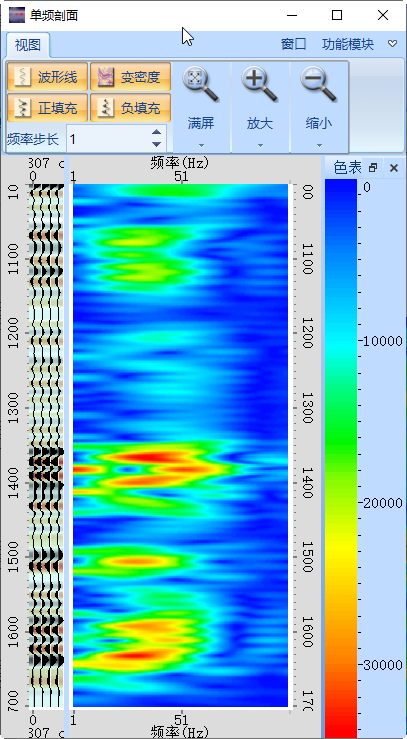 单频剖面
视图
窗口 功能模块
波形线 变密度
正填充 负填充
频率步长 1
满屏 放大 缩小
307 c 频率(Hz) 色表
0 1 51
10 00 0
1100 1100
1200 1200
10000
1300 1300
1400 1400
20000
1500 1500
1600 1600
30000
700 170
0 1 51
307 c 频率(Hz)